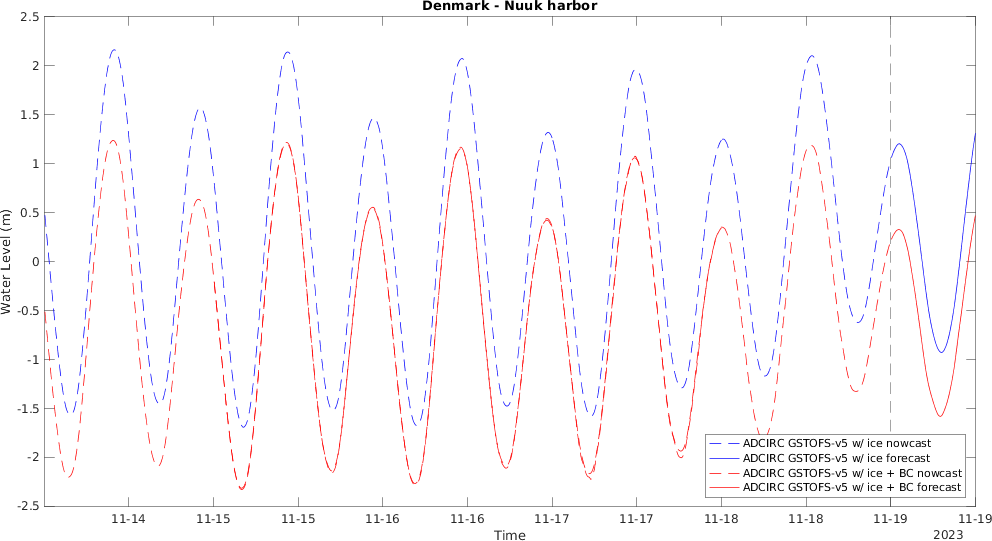 Denmark - Nuuk harbor
2.5
2
1.5
1
0.5
0
-0.5
-1
-1.5
-2
-2.5
Water Level (m)
ADCIRC GSTOFS-v5 w/ ice nowcast
ADCIRC GSTOFS-v5 w/ ice forecast
ADCIRC GSTOFS-v5 w/ ice + BC nowcast
ADCIRC GSTOFS-v5 w/ ice + BC forecast
11-14 11-15 11-15 11-16 11-16 11-17 11-17 11-18 11-18 11-19 11-19
Time
2023